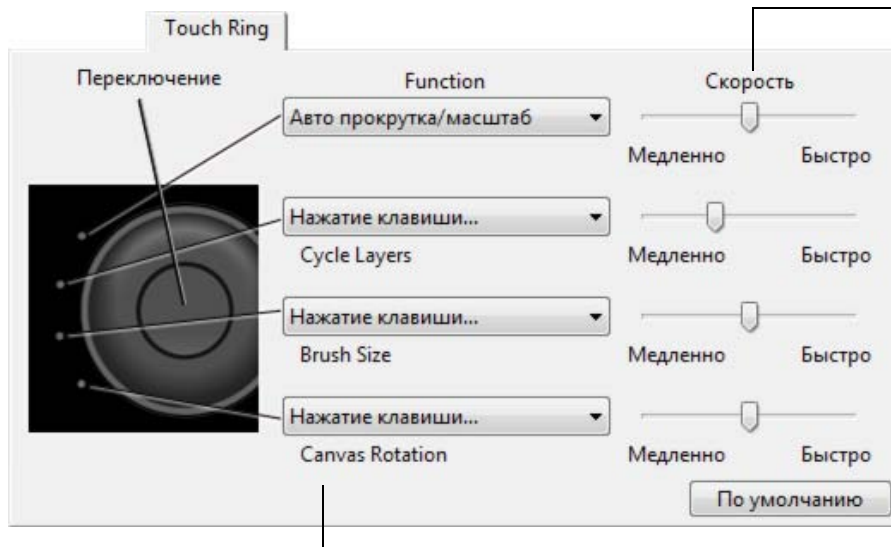 Touch Ring
Переключение
Function
Скорость
Авто прокрутка/масштаб
Медленно
Быстро
Нажатие клавиши...
Cycle Layers
Медленно
Быстро
Нажатие клавиши...
Brush Size
Медленно
Быстро
Нажатие клавиши...
Canvas Rotation
Медленно
Быстро
По умолчанию